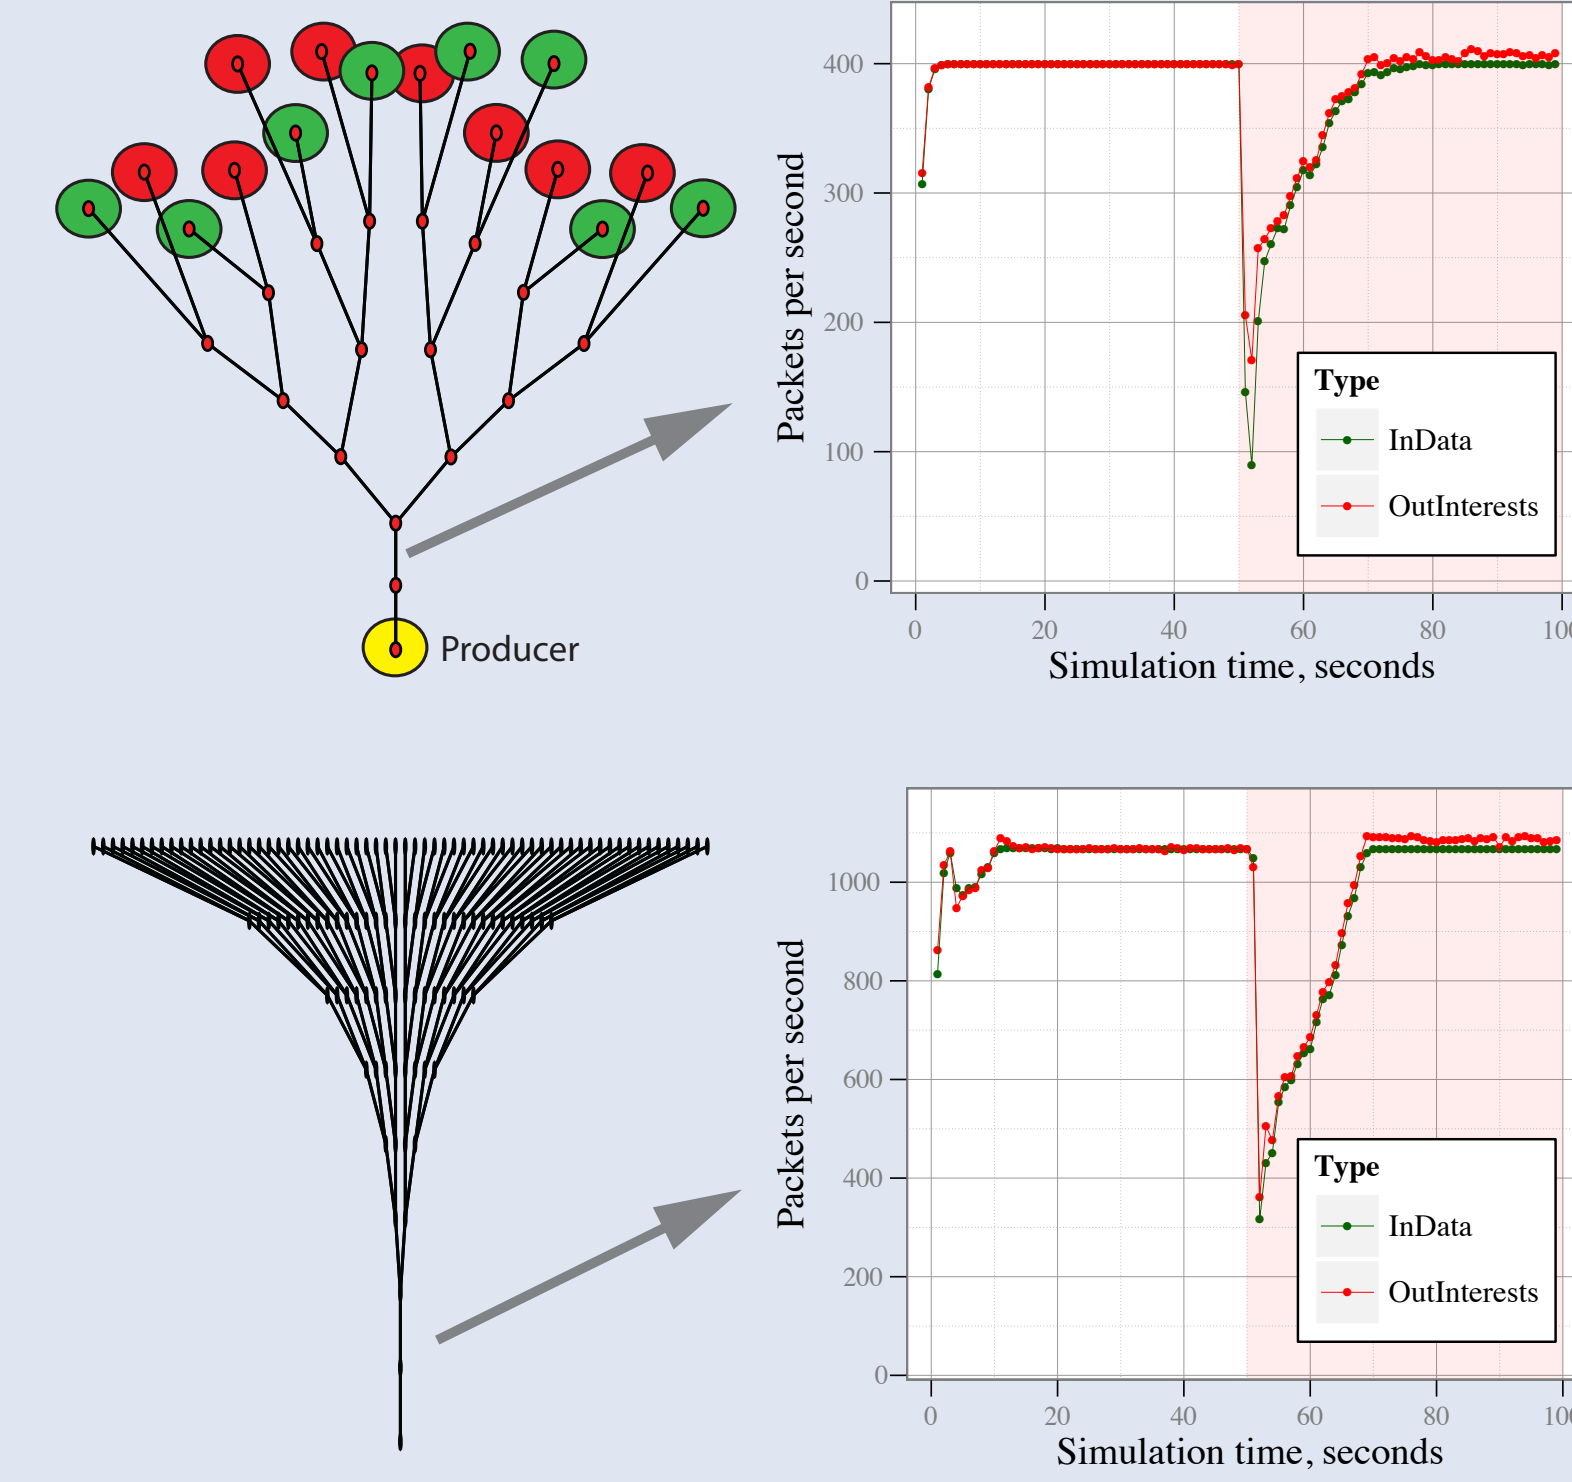 Producer
Packets per second
400
300
200
100
0
0 20 40 60 80 100
Simulation time, seconds
Type
InData
OutInterests
Packets per second
1000
800
600
400
200
0
0 20 40 60 80 100
Simulation time, seconds
Type
InData
OutInterests